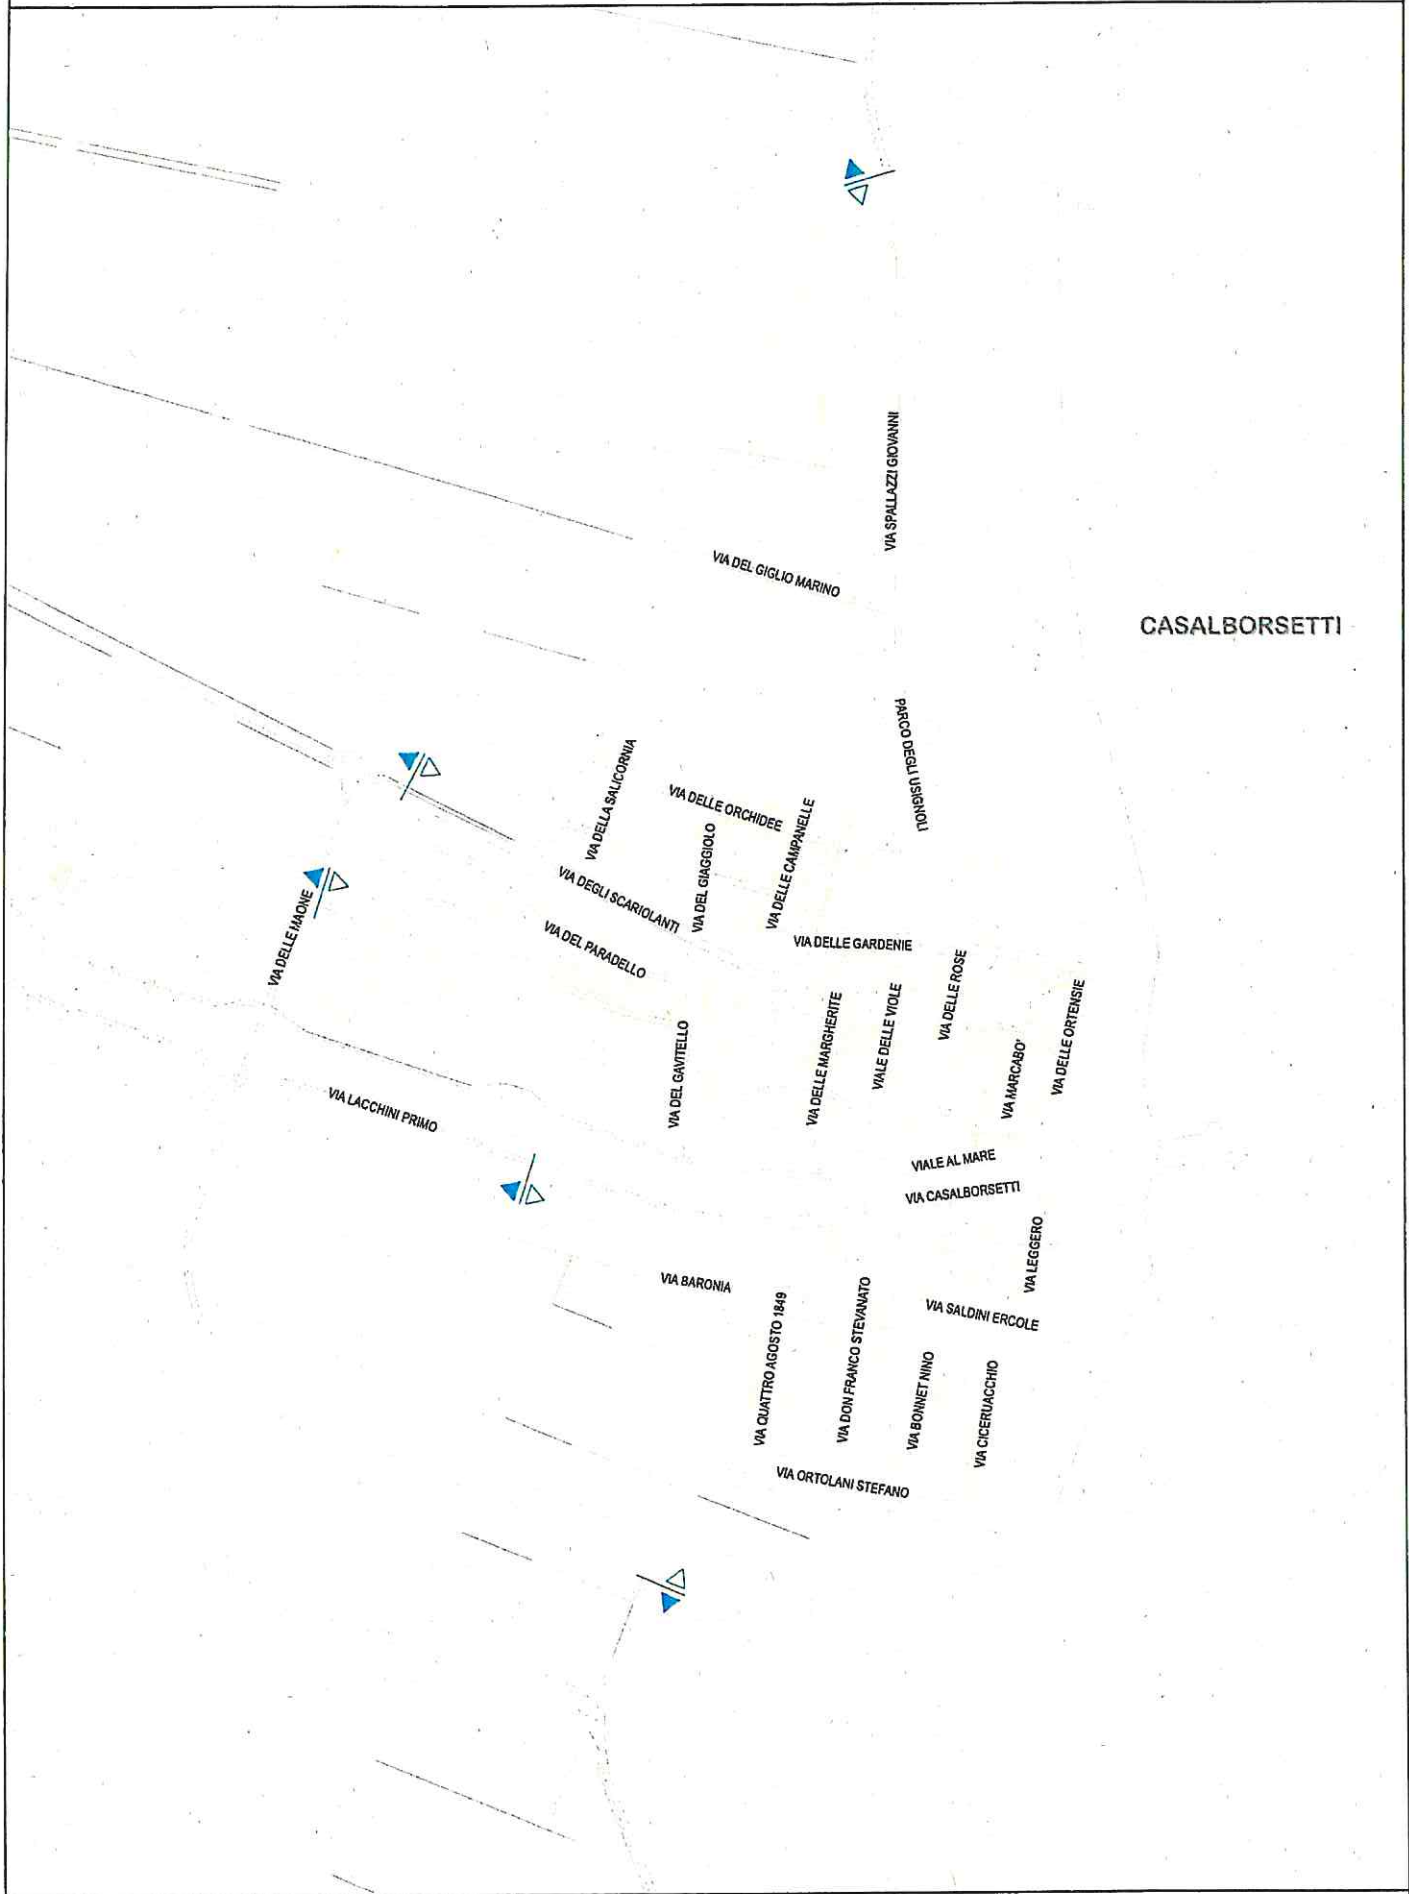 VIA SPALLAZZI GIOVANNI
VIA DEL GIGLIO MARINO
CASALBORSETTI
PARCO DEGLI USIGNOLI
VIA DELLA SALICORNIA
VIA DELLE ORCHIDEE
VIA DEL GIAGGIOLO
VIA DELLE CAMPANELLE
VIA DEGLI SCARIOLANTI
VIA DELLE MAONE
VIA DEL PARADELLO
VIA DELLE GARDENIE
VIA DELLE ROSE
VIA DELLE MARGHERITE
VIALE DELLE VIOLE
VIA DELLE ORTENSIE
VIA MARCABO'
VIA DEL GAVITELLO
VIA LACCHINI PRIMO
VIALE AL MARE
VIA CASALBORSETTI
VIA LEGGERO
VIA BARONIA
VIA SALDINI ERCOLE
VIA QUATTRO AGOSTO 1849
VIA DON FRANCO STEVANATO
VIA BONNET NINO
VIA CICERUACCHIO
VIA ORTOLANI STEFANO